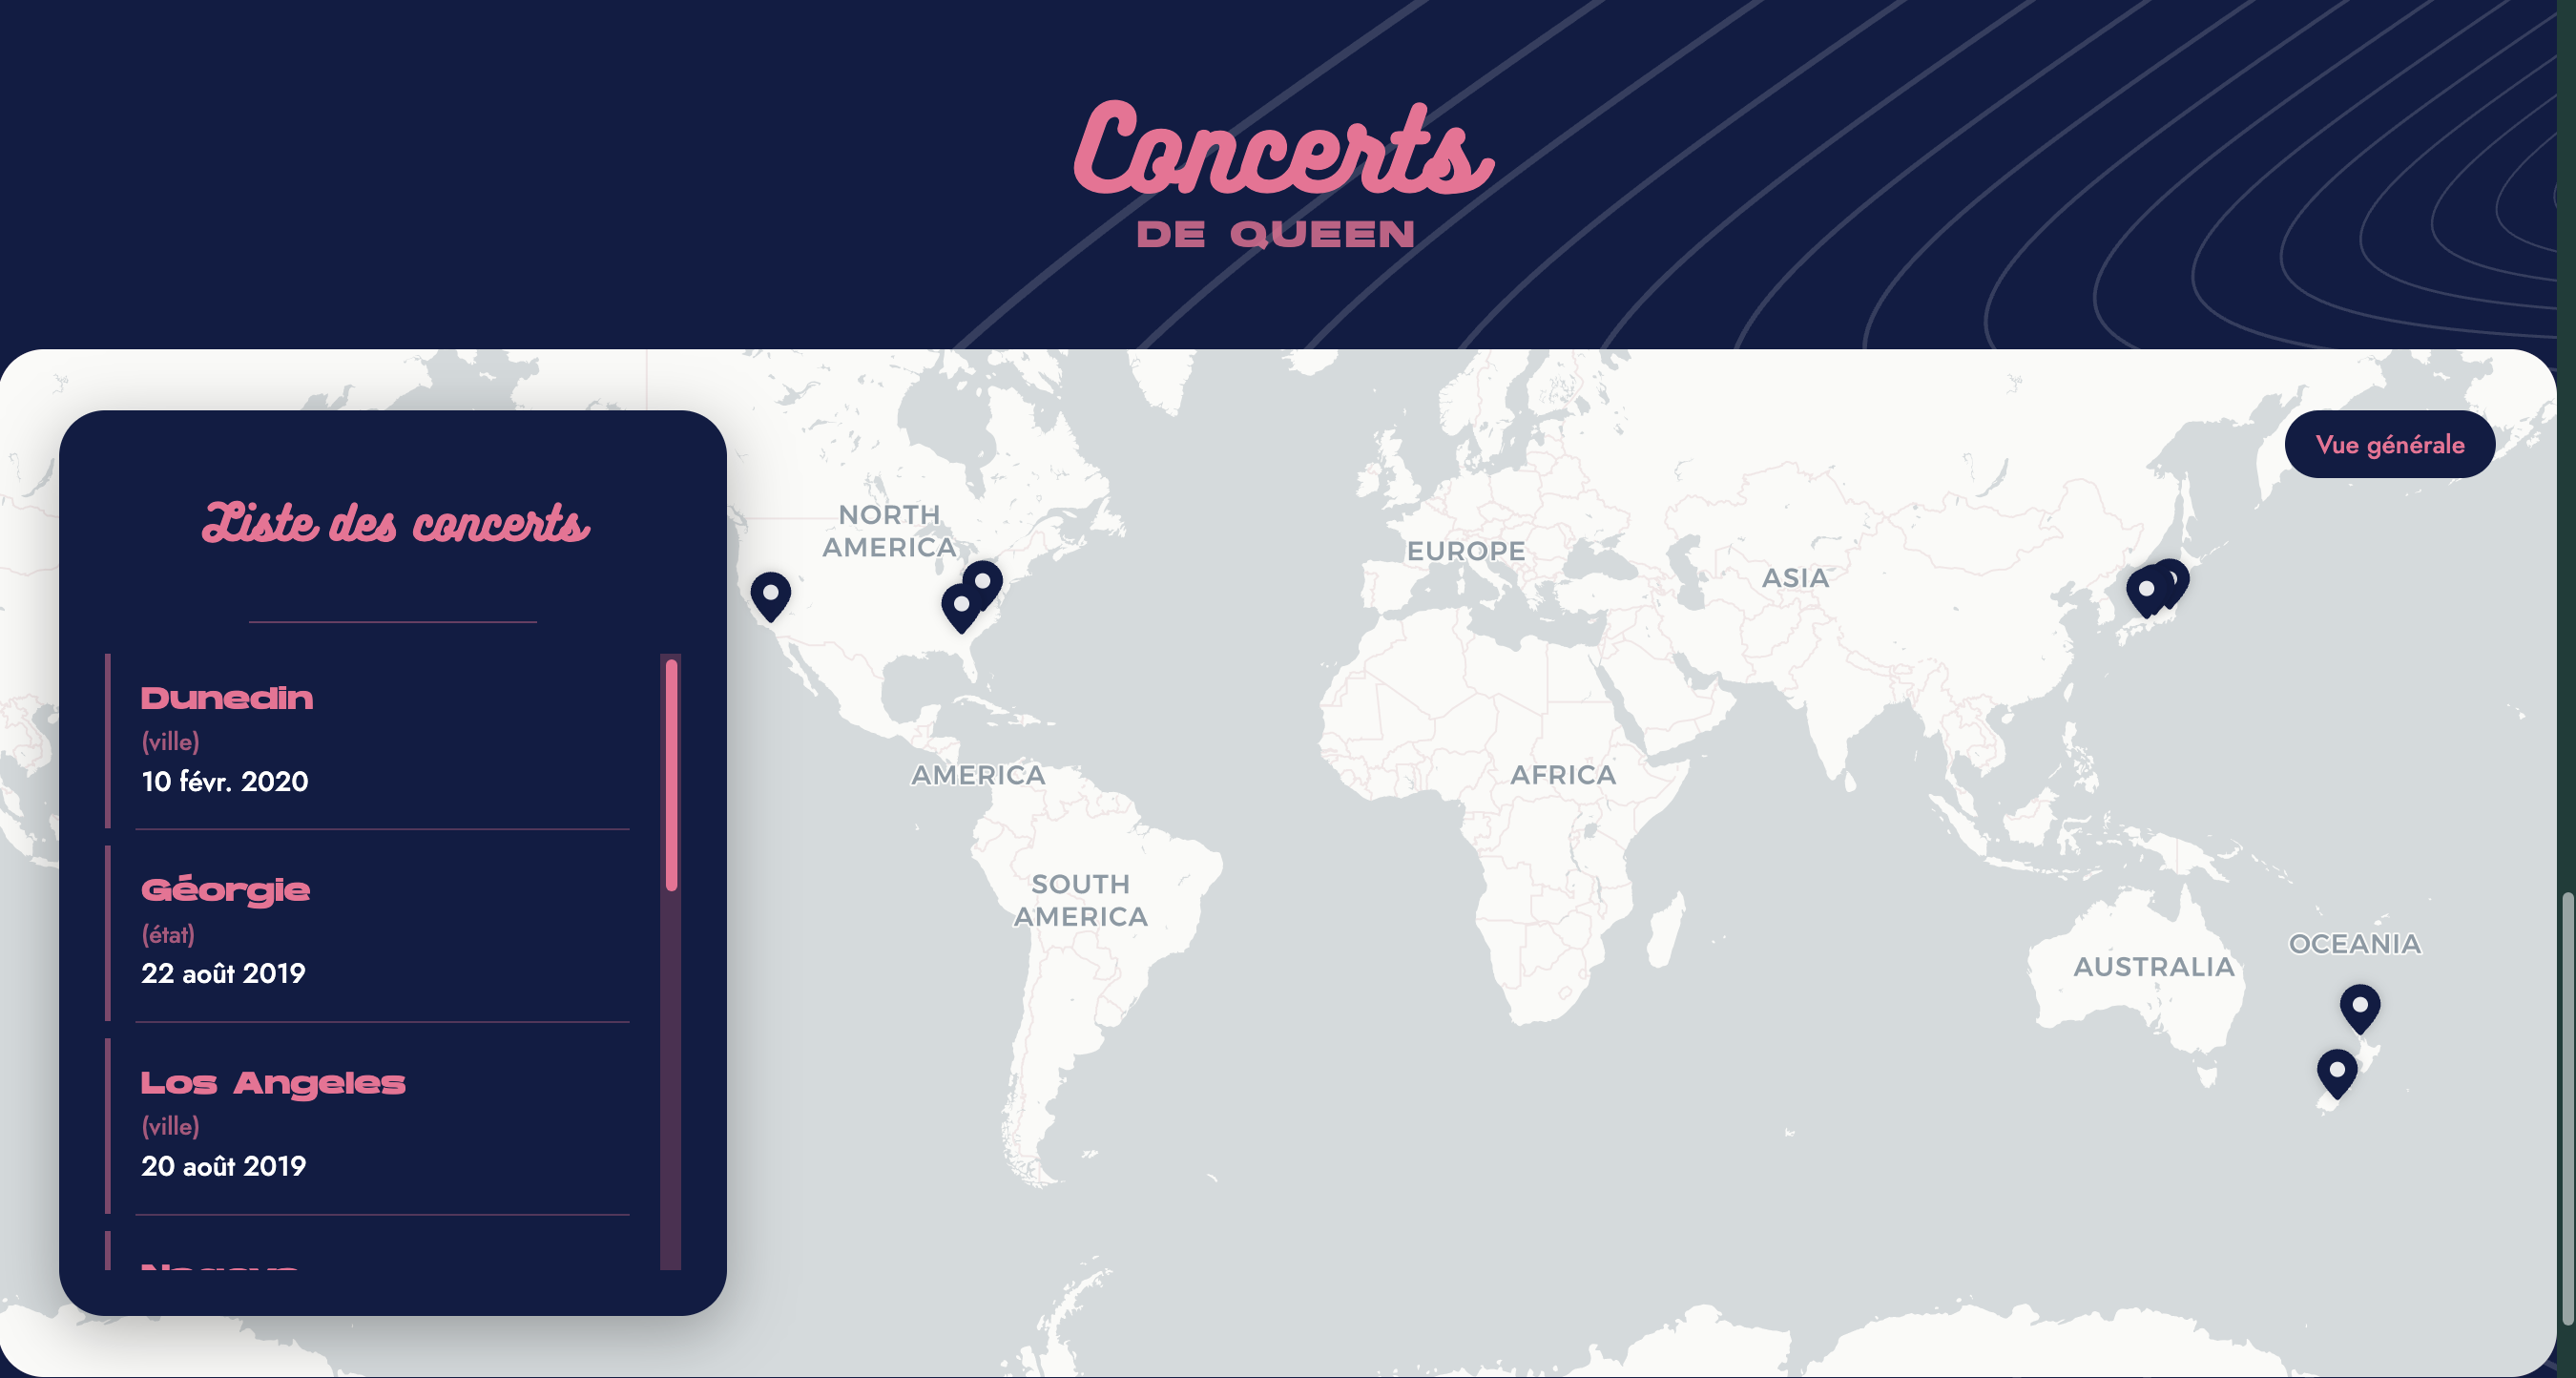 Concerts
DE QUEEN
Vue générale
Liste des concerts
Dunedin
(ville)
10 févr. 2020
Géorgie
(état)
22 août 2019
Los Angeles
(ville)
20 août 2019
NORTH
AMERICA
EUROPE
ASIA
AMERICA
AFRICA
SOUTH
AMERICA
OCEANIA
AUSTRALIA